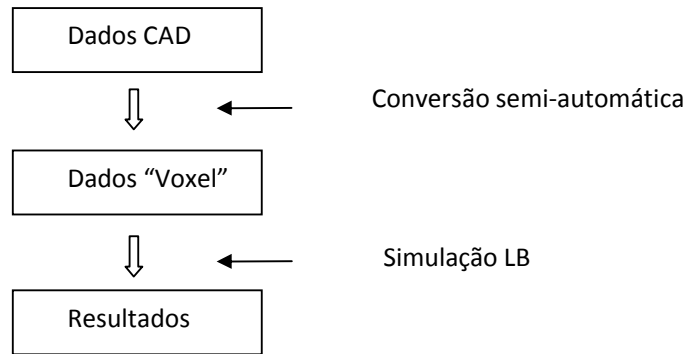 Dados CAD
Conversão semi-automática
Dados “Voxel”
Simulação LB
Resultados